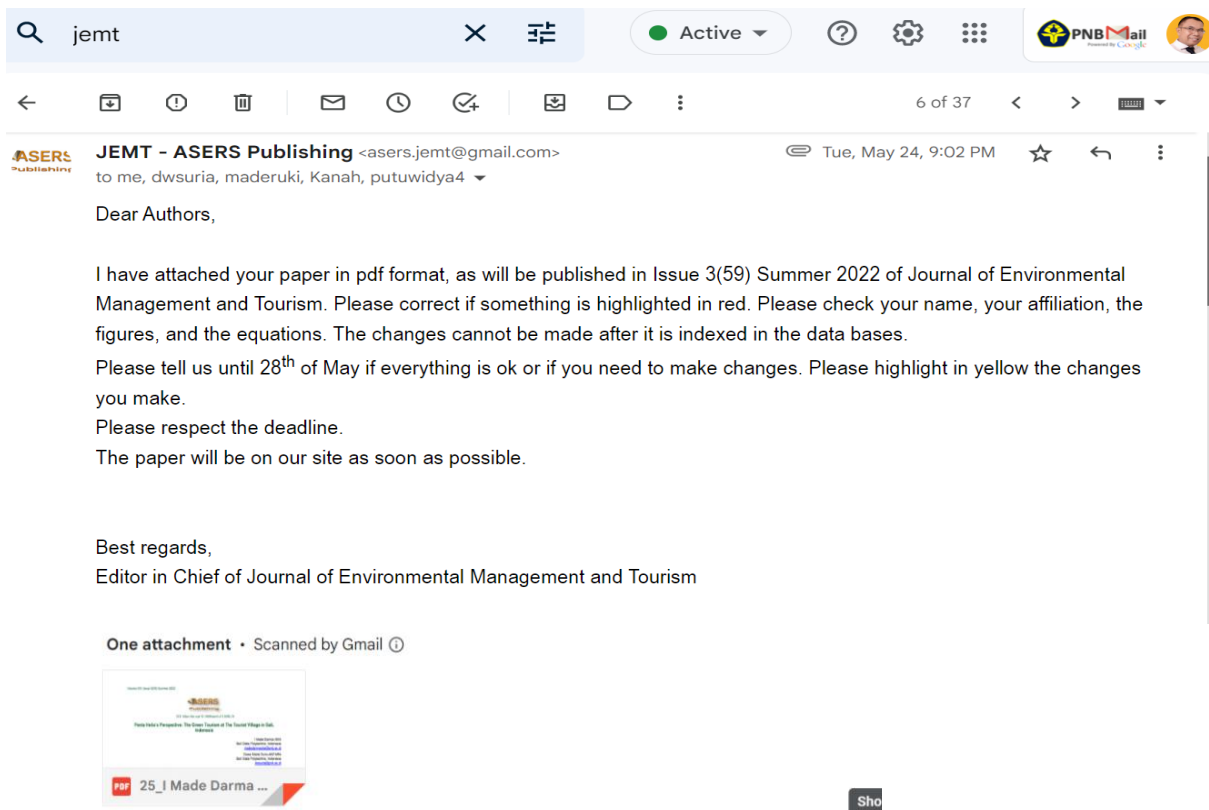 jemt
Active
PNBMail
Powered by Google
6 of 37
ASERS
Publishing
JEMT - ASERS Publishing <asers.jemt@gmail.com>
Tue, May 24, 9:02 PM
to me, dwsuria, maderuki, Kanah, putuwidya4
Dear Authors,
I have attached your paper in pdf format, as will be published in Issue 3(59) Summer 2022 of Journal of Environmental
Management and Tourism. Please correct if something is highlighted in red. Please check your name, your affiliation, the
figures, and the equations. The changes cannot be made after it is indexed in the data bases.
Please tell us until 28th of May if everything is ok or if you need to make changes. Please highlight in yellow the changes
you make.
Please respect the deadline.
The paper will be on our site as soon as possible.
Best regards,
Editor in Chief of Journal of Environmental Management and Tourism
One attachment • Scanned by Gmail
ASERS
Publishing
PDF
25_I Made Darma ...
Sho